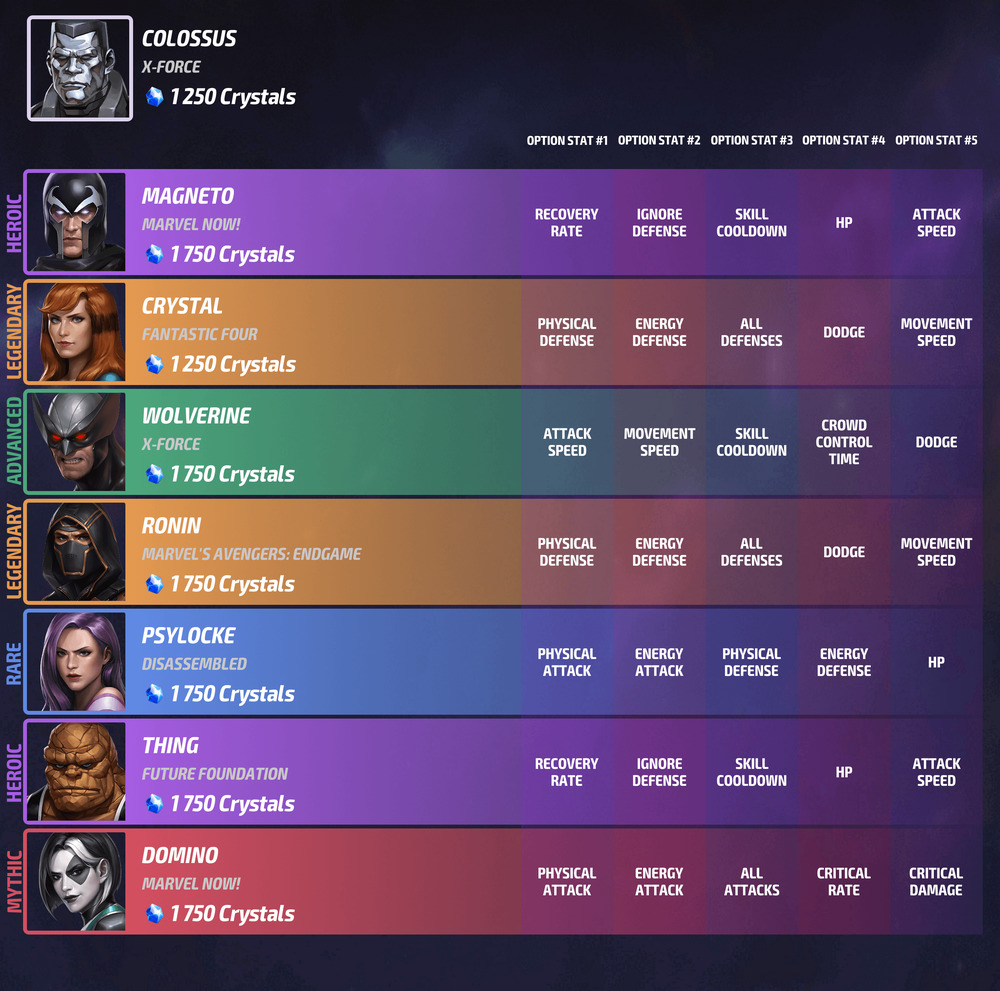 COLOSSUS
X-FORCE
1 250 Crystals
OPTION STAT #1 OPTION STAT #2 OPTION STAT #3 OPTION STAT #4 OPTION STAT #5
HEROIC
MAGNETO
MARVEL NOW!
1 750 Crystals
RECOVERY
RATE
IGNORE
DEFENSE
SKILL
COOLDOWN
HP
ATTACK
SPEED
LEGENDARY
CRYSTAL
FANTASTIC FOUR
1 250 Crystals
PHYSICAL
DEFENSE
ENERGY
DEFENSE
ALL
DEFENSES
DODGE
MOVEMENT
SPEED
ADVANCED
WOLVERINE
X-FORCE
1 750 Crystals
ATTACK
SPEED
MOVEMENT
SPEED
SKILL
COOLDOWN
CROWD
CONTROL
TIME
DODGE
LEGENDARY
RONIN
MARVEL'S AVENGERS: ENDGAME
1 750 Crystals
PHYSICAL
DEFENSE
ENERGY
DEFENSE
ALL
DEFENSES
DODGE
MOVEMENT
SPEED
RARE
PSYLOCKE
DISASSEMBLED
1 750 Crystals
PHYSICAL
ATTACK
ENERGY
ATTACK
PHYSICAL
DEFENSE
ENERGY
DEFENSE
HP
HEROIC
THING
FUTURE FOUNDATION
1 750 Crystals
RECOVERY
RATE
IGNORE
DEFENSE
SKILL
COOLDOWN
HP
ATTACK
SPEED
MYTHIC
DOMINO
MARVEL NOW!
1 750 Crystals
PHYSICAL
ATTACK
ENERGY
ATTACK
ALL
ATTACKS
CRITICAL
RATE
CRITICAL
DAMAGE